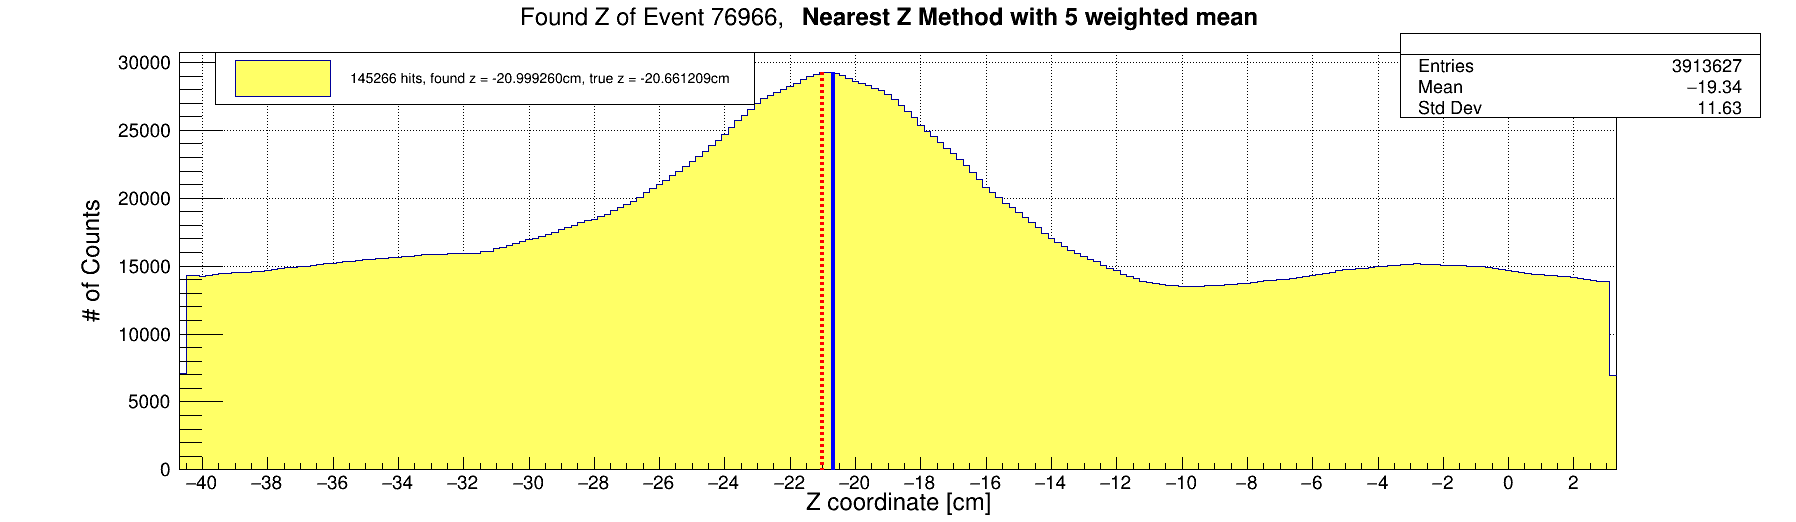 Found Z of Event 76966, Nearest Z Method with 5 weighted mean
145266 hits, found z = -20.999260cm, true z = -20.661209cm
Entries 3913627
Mean −19.34
Std Dev 11.63
30000
25000
20000
15000
10000
5000
0
# of Counts
−40 −38 −36 −34 −32 −30 −28 −26 −24 −22 −20 −18 −16 −14 −12 −10 −8 −6 −4 −2 0 2
Z coordinate [cm]